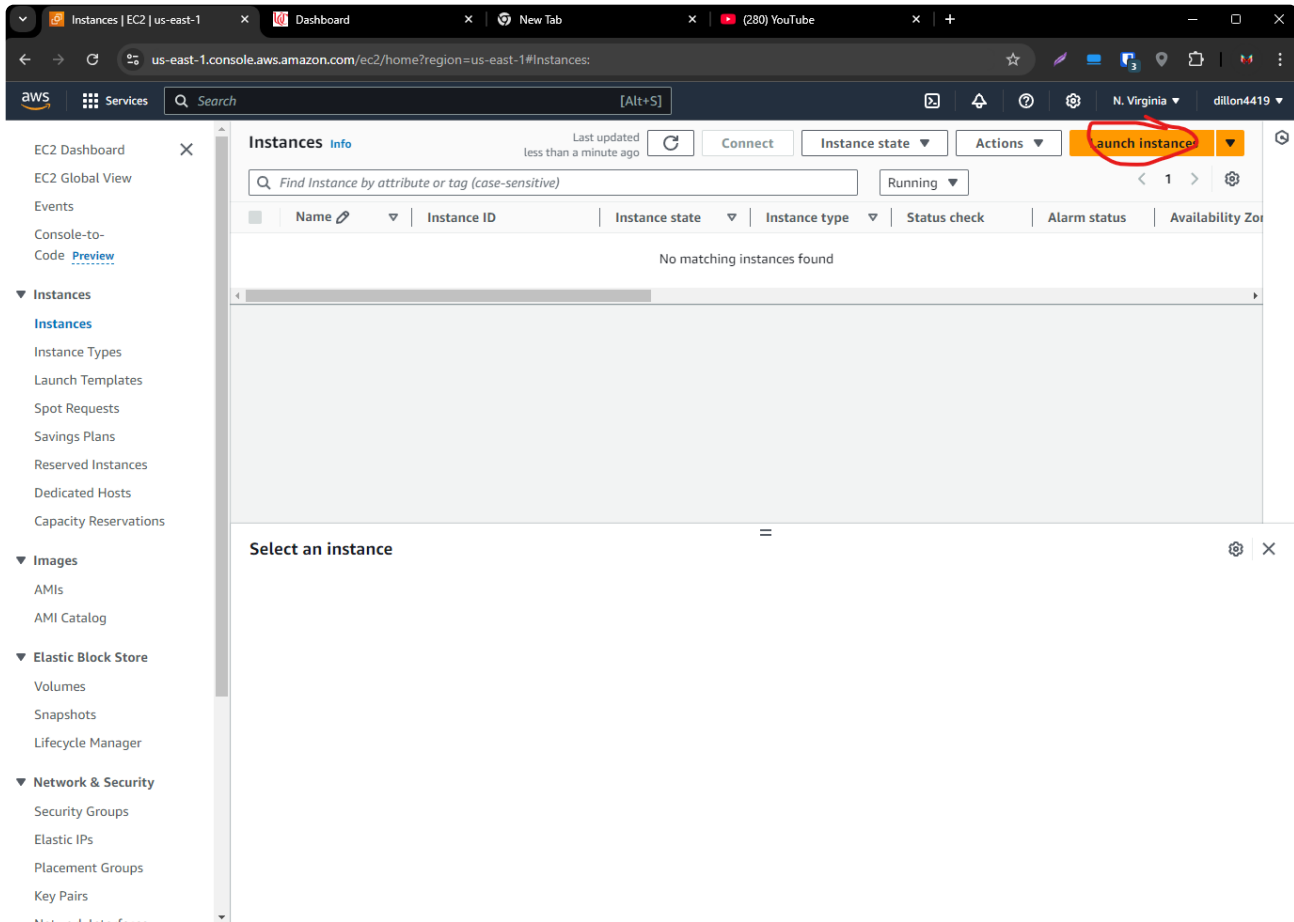 Instances | EC2 | us-east-1
Dashboard
New Tab
(280) YouTube
us-east-1.console.aws.amazon.com/ec2/home?region=us-east-1#Instances:
3
aws
Services
Search
[Alt+S]
N. Virginia
dillon4419
EC2 Dashboard
EC2 Global View
Events
Console-to-
Code Preview
Instances
Instances
Instance Types
Launch Templates
Spot Requests
Savings Plans
Reserved Instances
Dedicated Hosts
Capacity Reservations
Images
AMIs
AMI Catalog
Elastic Block Store
Volumes
Snapshots
Lifecycle Manager
Network & Security
Security Groups
Elastic IPs
Placement Groups
Key Pairs
Instances Info
Last updated
less than a minute ago
Connect
Instance state
Actions
Launch instances
Find Instance by attribute or tag (case-sensitive)
Running
1
Name
Instance ID
Instance state
Instance type
Status check
Alarm status
Availability Zon
No matching instances found
Select an instance